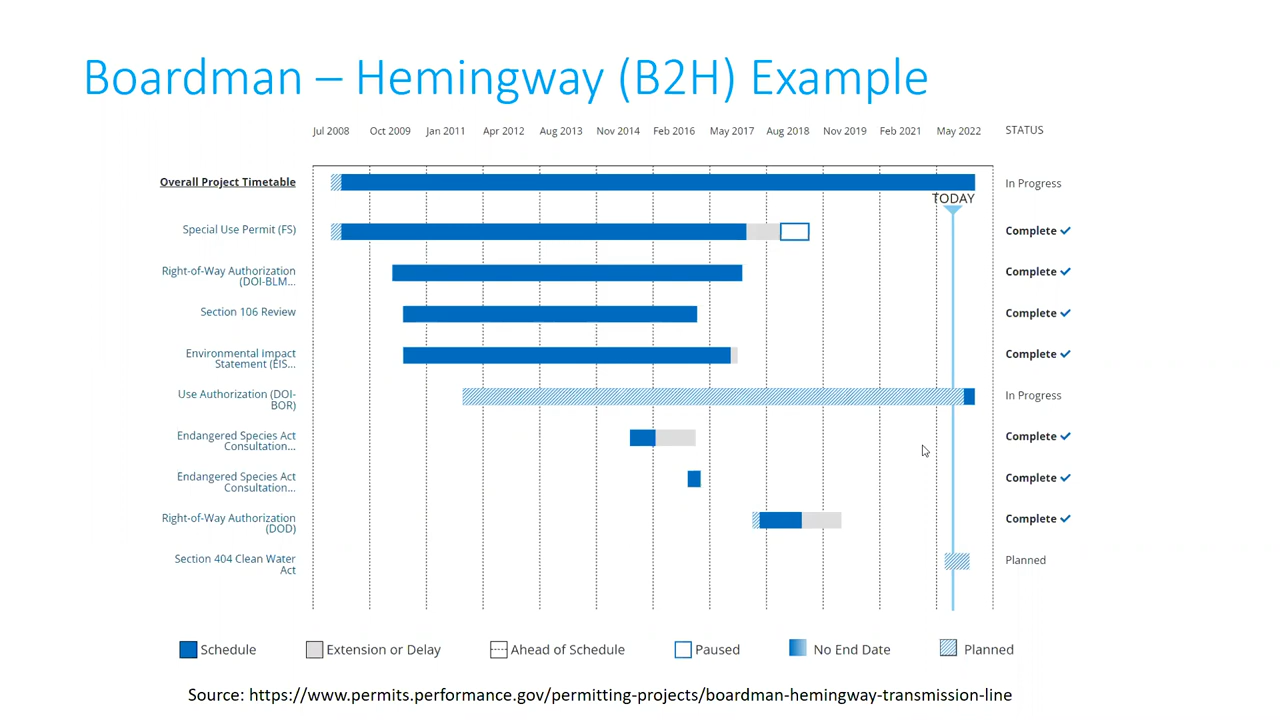 Boardman – Hemingway (B2H) Example
Jul 2008 Oct 2009 Jan 2011 Apr 2012 Aug 2013 Nov 2014 Feb 2016 May 2017 Aug 2018 Nov 2019 Feb 2021 May 2022 STATUS
Overall Project Timetable In Progress
TODAY
Special Use Permit (FS) Complete ✓
Right-of-Way Authorization
(DOI-BLM... Complete ✓
Section 106 Review Complete ✓
Environmental Impact
Statement (EIS... Complete ✓
Use Authorization (DOI-
BOR) In Progress
Endangered Species Act
Consultation... Complete ✓
Endangered Species Act
Consultation... Complete ✓
Right-of-Way Authorization
(DOD) Complete ✓
Section 404 Clean Water
Act Planned
Schedule Extension or Delay Ahead of Schedule Paused No End Date Planned
Source: https://www.permits.performance.gov/permitting-projects/boardman-hemingway-transmission-line